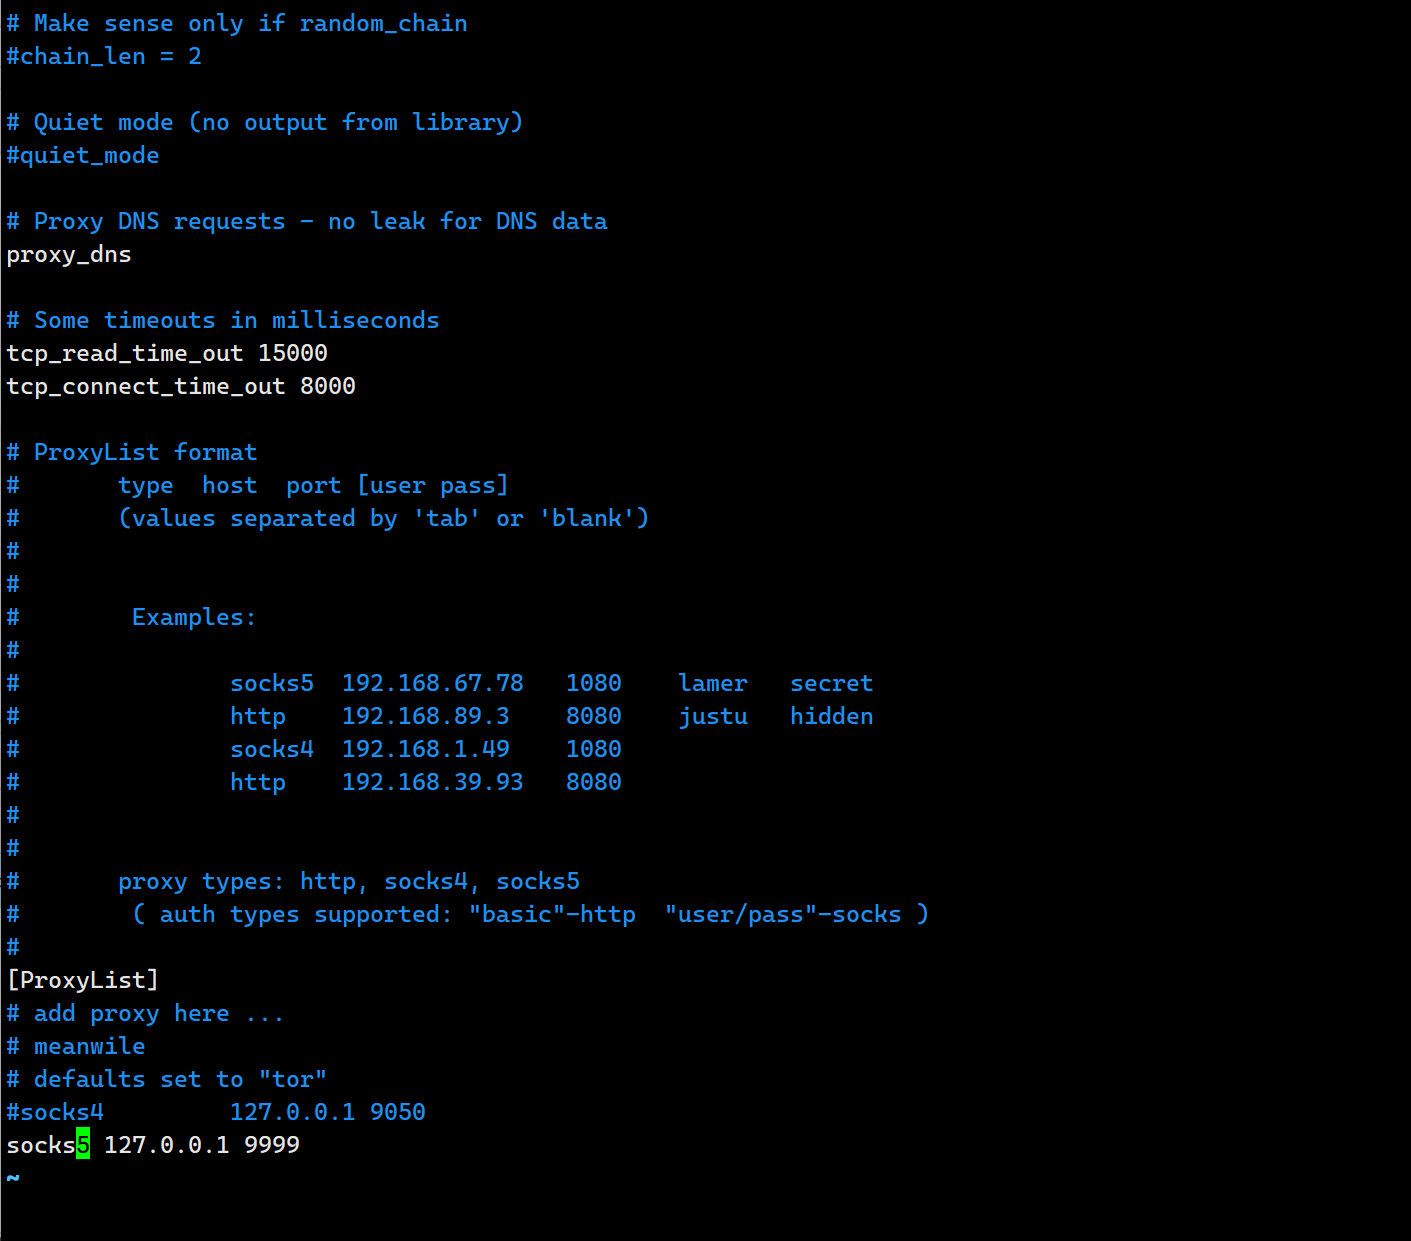 # Make sense only if random_chain
#chain_len = 2
# Quiet mode (no output from library)
#quiet_mode
# Proxy DNS requests - no leak for DNS data
proxy_dns
# Some timeouts in milliseconds
tcp_read_time_out 15000
tcp_connect_time_out 8000
# ProxyList format
#       type  host  port [user pass]
#       (values separated by 'tab' or 'blank')
#
#
#        Examples:
#
#               socks5  192.168.67.78   1080    lamer   secret
#               http    192.168.89.3    8080    justu   hidden
#               socks4  192.168.1.49    1080
#               http    192.168.39.93   8080
#
#
#       proxy types: http, socks4, socks5
#        ( auth types supported: "basic"-http  "user/pass"-socks )
#
[ProxyList]
# add proxy here ...
# meanwile
# defaults set to "tor"
#socks4         127.0.0.1 9050
socks5 127.0.0.1 9999
~